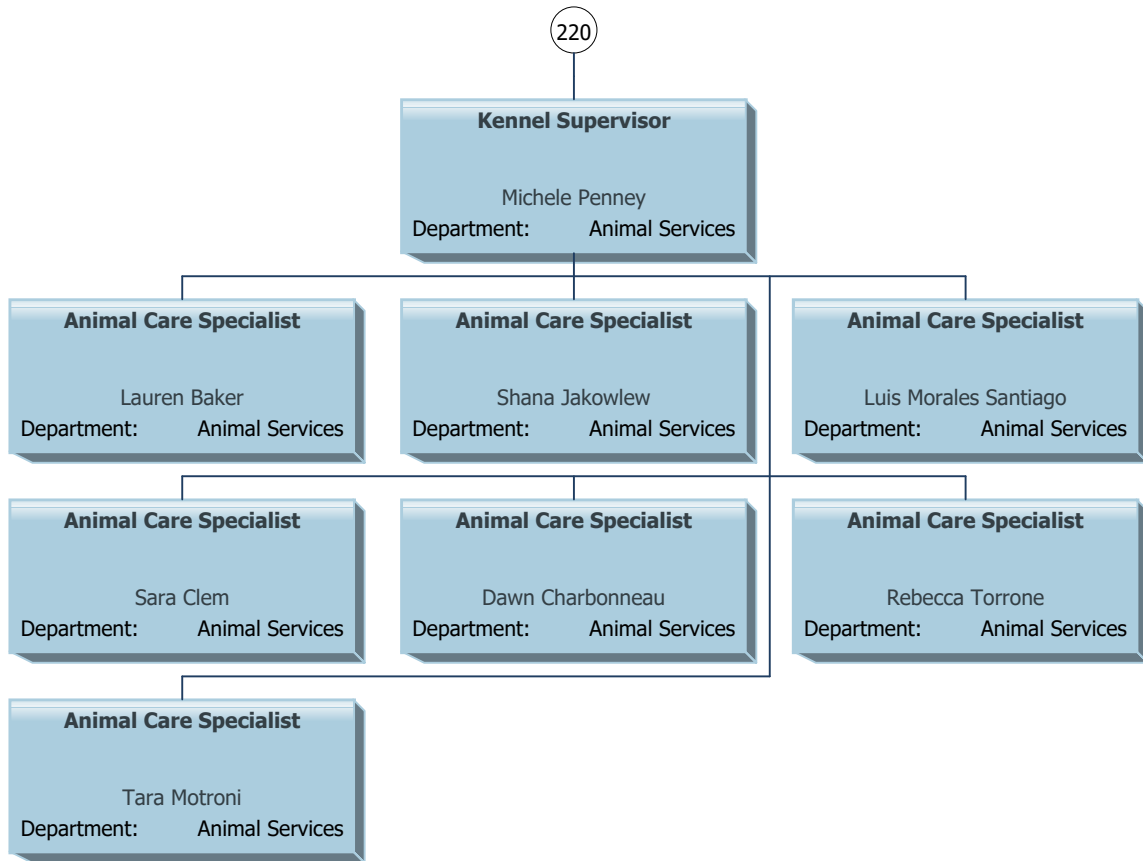 220
Kennel Supervisor
Michele Penney
Department: Animal Services
Animal Care Specialist
Lauren Baker
Department: Animal Services
Animal Care Specialist
Shana Jakowlew
Department: Animal Services
Animal Care Specialist
Luis Morales Santiago
Department: Animal Services
Animal Care Specialist
Sara Clem
Department: Animal Services
Animal Care Specialist
Dawn Charbonneau
Department: Animal Services
Animal Care Specialist
Rebecca Torrone
Department: Animal Services
Animal Care Specialist
Tara Motroni
Department: Animal Services